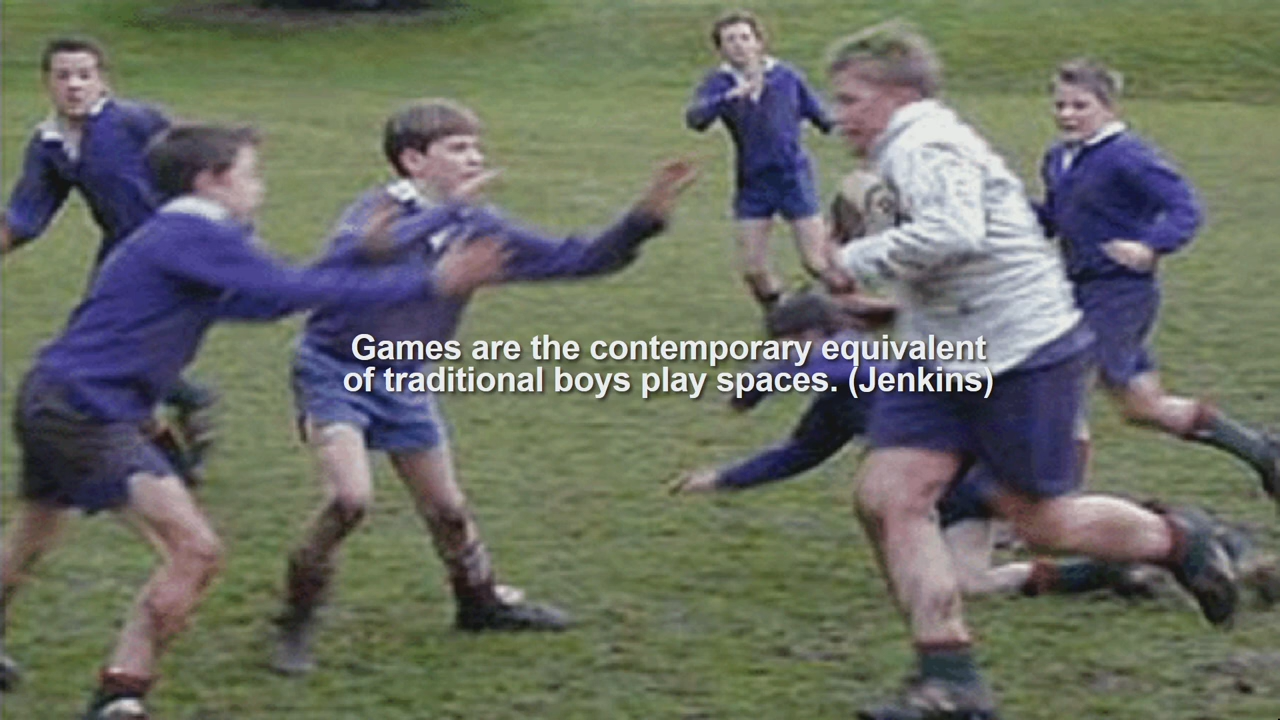 Games are the contemporary equivalent
of traditional boys play spaces. (Jenkins)